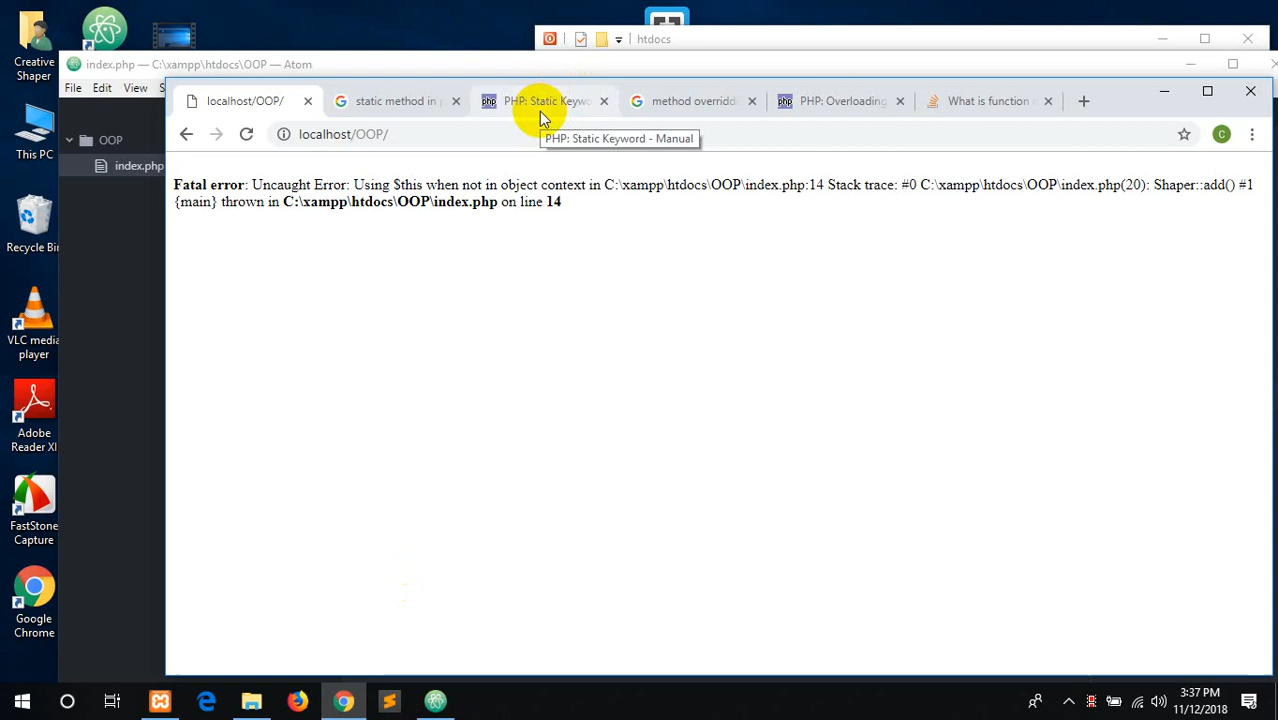 Creative
Shaper
This PC
Recycle Bin
VLC media
player
Adobe
Reader XI
FastStone
Capture
Google
Chrome
htdocs
index.php — C:\xampp\htdocs\OOP — Atom
File Edit View S
OOP
index.php
localhost/OOP/
static method in p
PHP: Static Keywo
method overridd
PHP: Overloading
What is function
localhost/OOP/
C
PHP: Static Keyword - Manual
Fatal error: Uncaught Error: Using $this when not in object context in C:\xampp\htdocs\OOP\index.php:14 Stack trace: #0 C:\xampp\htdocs\OOP\index.php(20): Shaper::add() #1
{main} thrown in C:\xampp\htdocs\OOP\index.php on line 14
3:37 PM
11/12/2018